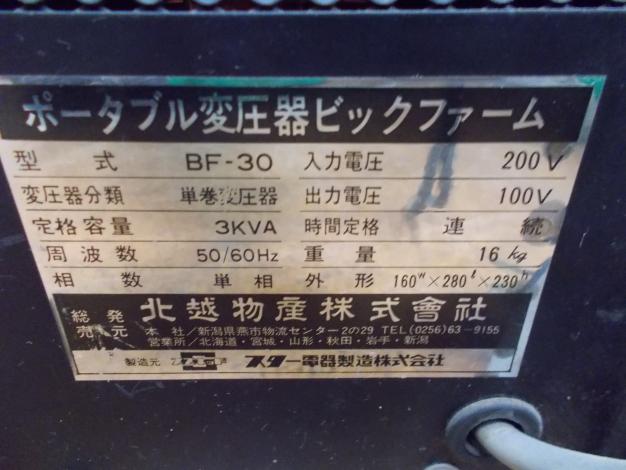 ポータブル変圧器ビックファーム
型式 BF-30 入力電圧 200V
変圧器分類 単巻変圧器 出力電圧 100V
定格容量 3KVA 時間定格 連続
周波数 50/60Hz 重量 16kg
相数 単相 外形 160w×280ℓ×230h
総発売元 北越物産株式會社
本社/新潟県燕市物流センター2の29 TEL(0256)63-9155
営業所/北海道・宮城・山形・秋田・岩手・新潟
製造元 スター電器製造株式会社